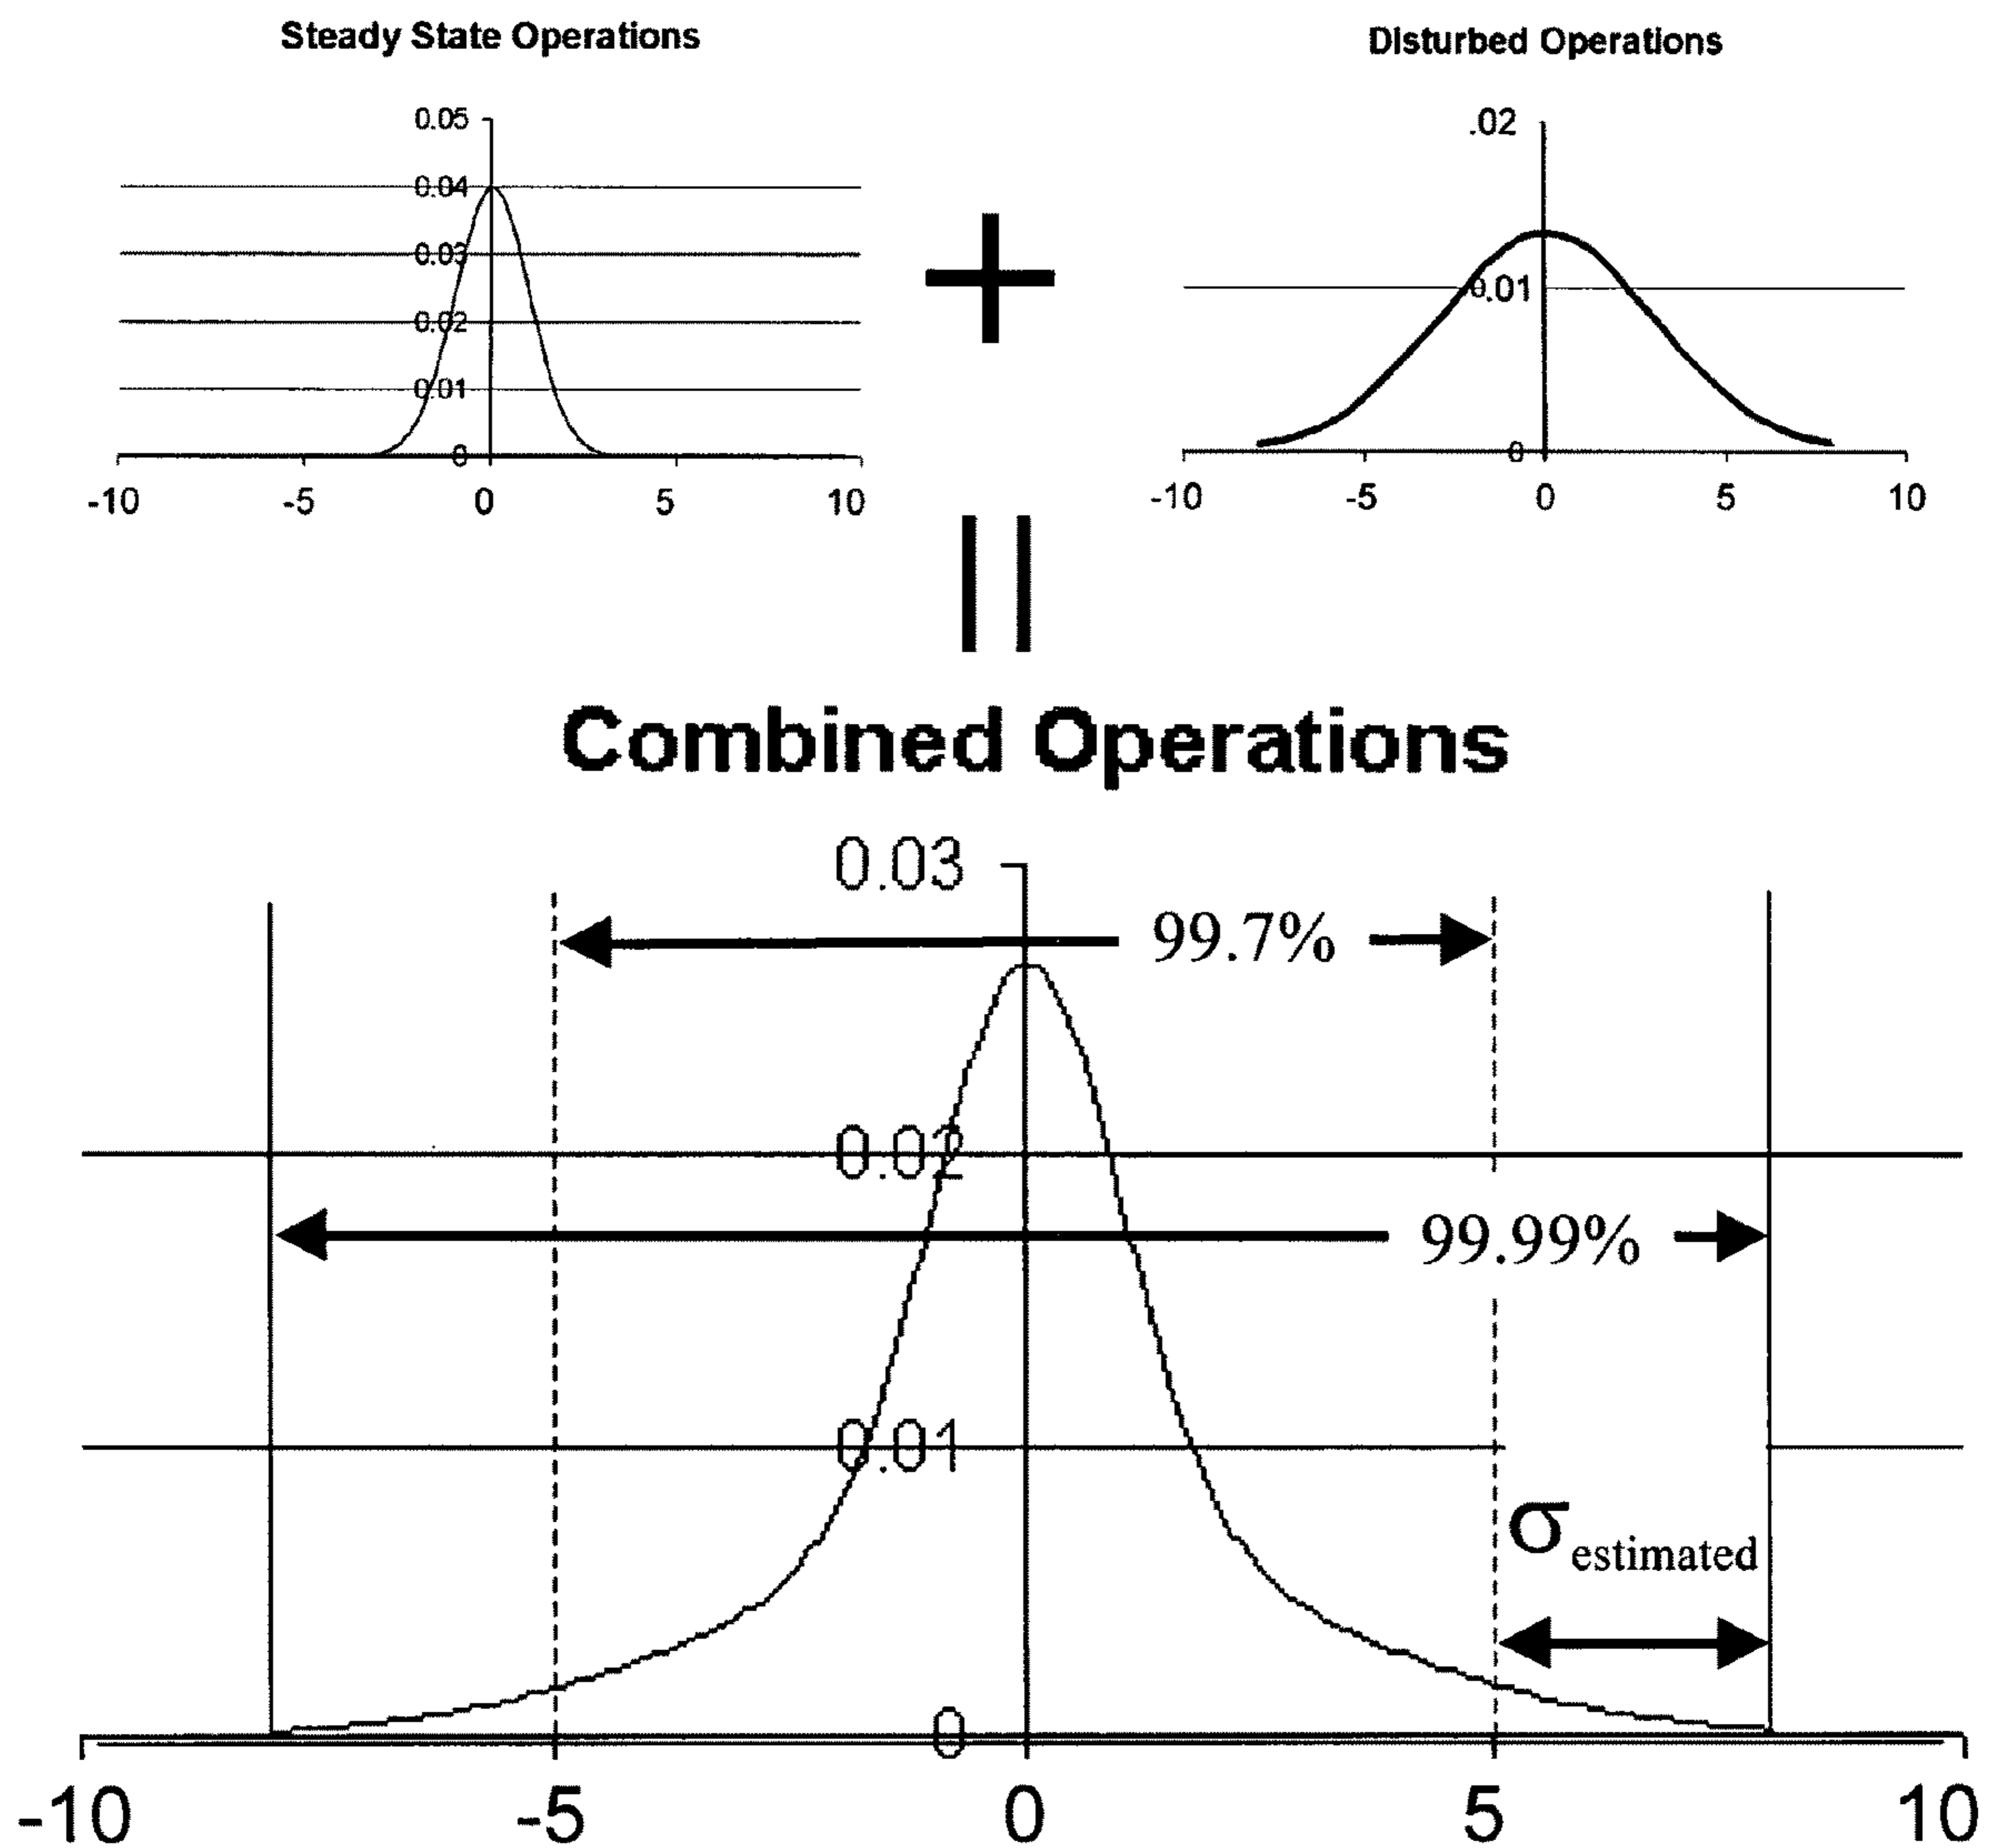 Steady State Operations
0.05
0.04
0.03
0.02
0.01
0
-10 -5 0 5 10
Disturbed Operations
.02
0.01
0
-10 -5 0 5 10
Combined Operations
0.03
99.7%
0.02
99.99%
0.01
σestimated
0
-10 -5 0 5 10